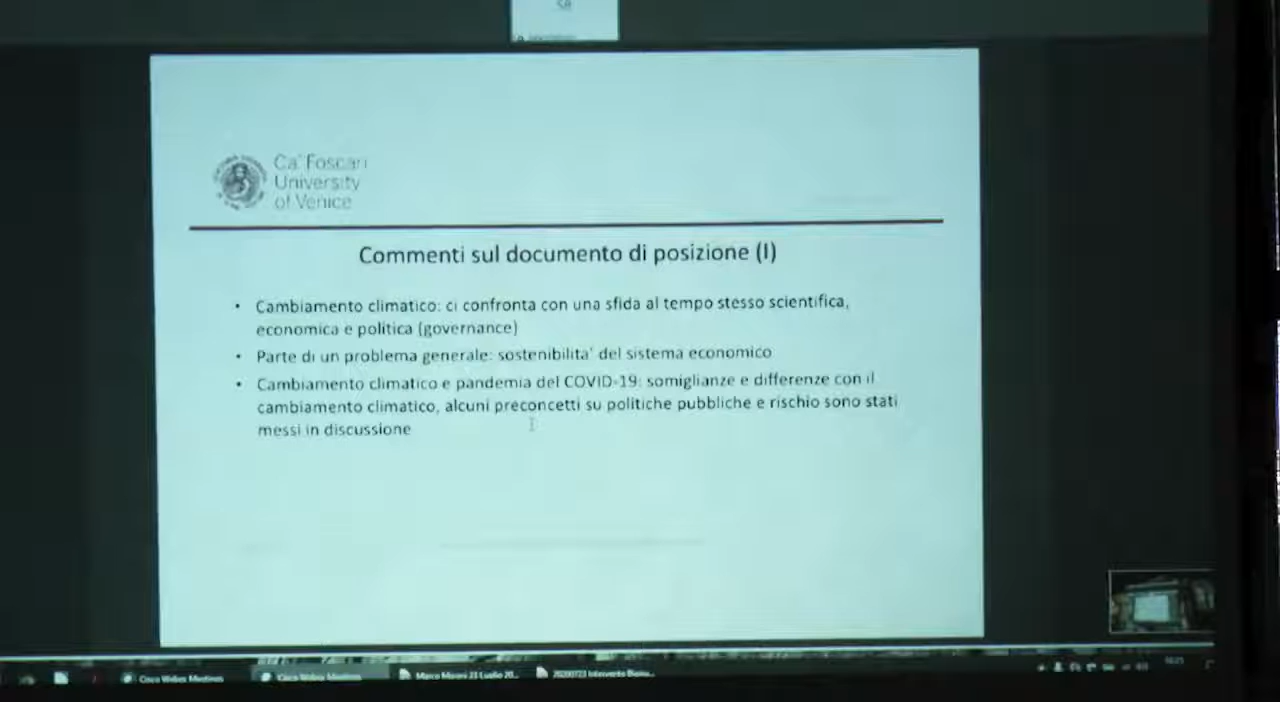 Ca' Foscari
University
of Venice
Commenti sul documento di posizione (I)
• Cambiamento climatico: ci confronta con una sfida al tempo stesso scientifica,
economica e politica (governance)
• Parte di un problema generale: sostenibilita' del sistema economico
• Cambiamento climatico e pandemia del COVID-19: somiglianze e differenze con il
cambiamento climatico, alcuni preconcetti su politiche pubbliche e rischio sono stati
messi in discussione
Cisco Webex Meetings
Cisco Webex Meetings
Marco Moroni 23 Luglio 20...
20200723 Intervento